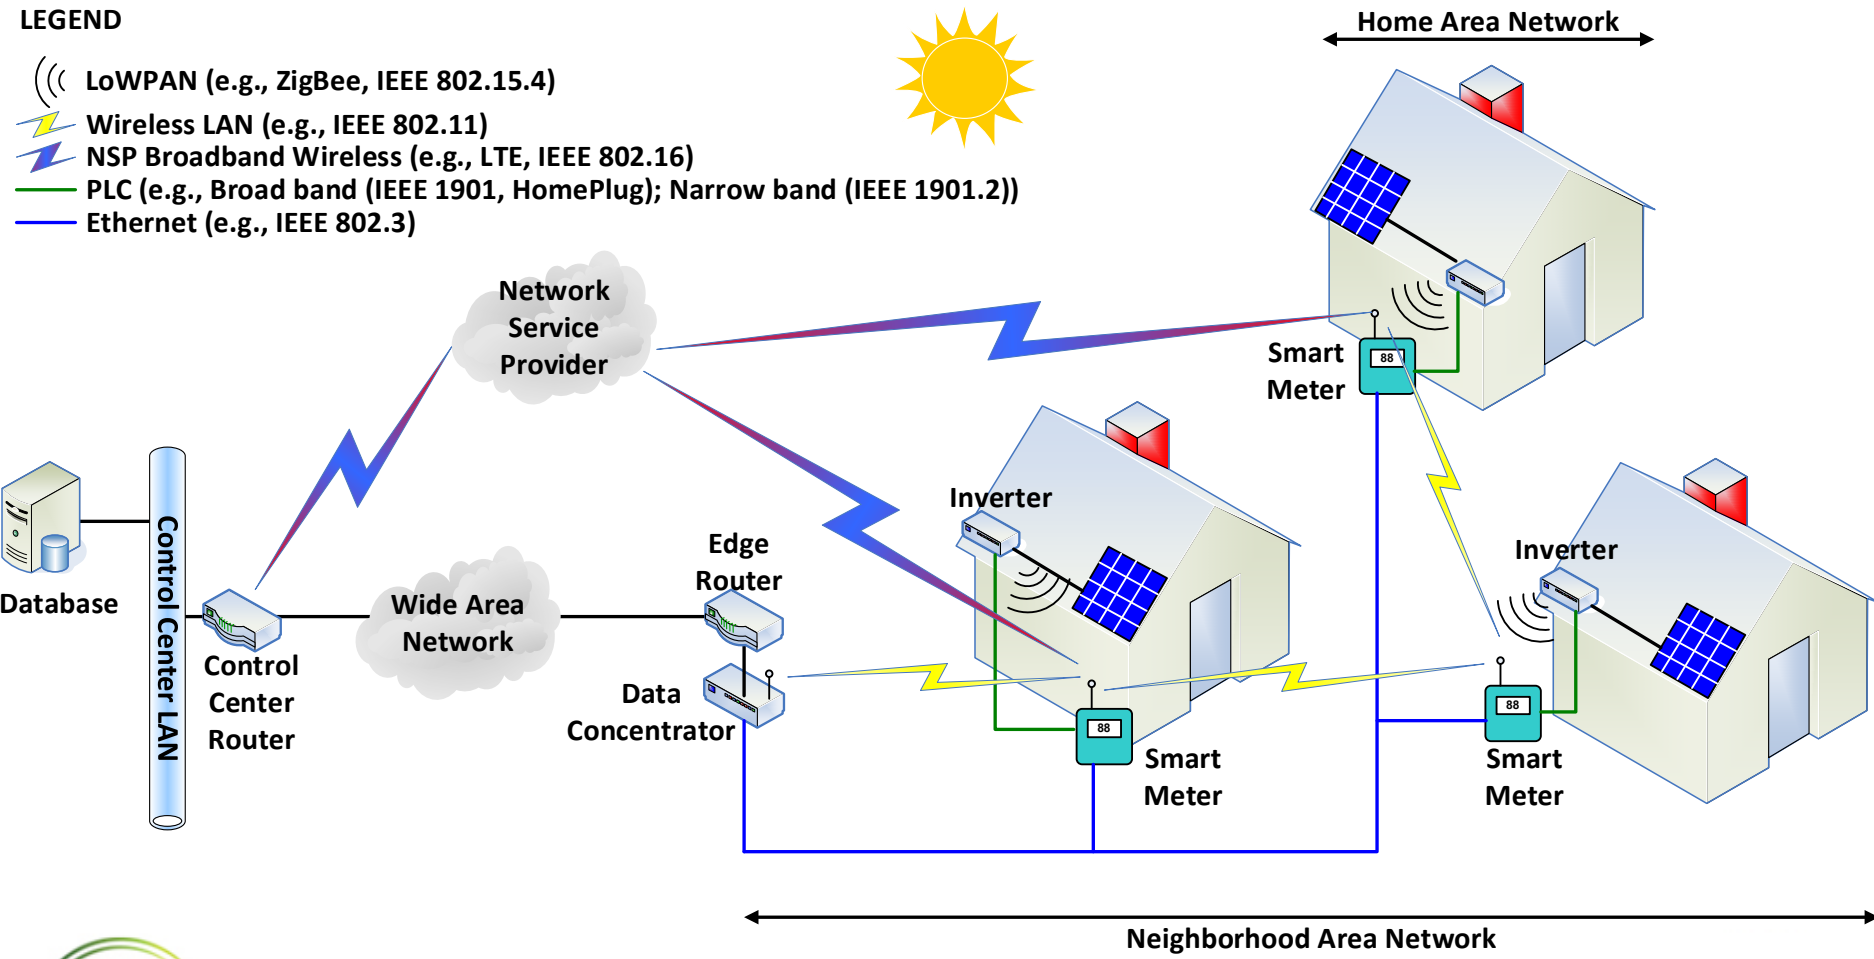 LEGEND
LoWPAN (e.g., ZigBee, IEEE 802.15.4)
Wireless LAN (e.g., IEEE 802.11)
NSP Broadband Wireless (e.g., LTE, IEEE 802.16)
PLC (e.g., Broad band (IEEE 1901, HomePlug); Narrow band (IEEE 1901.2))
Ethernet (e.g., IEEE 802.3)
Home Area Network
Network
Service
Provider
Smart
Meter
88
Inverter
Inverter
Edge
Router
Database
Control Center LAN
Wide Area
Network
Control
Center
Router
Data
Concentrator
88
Smart
Meter
88
Smart
Meter
Neighborhood Area Network